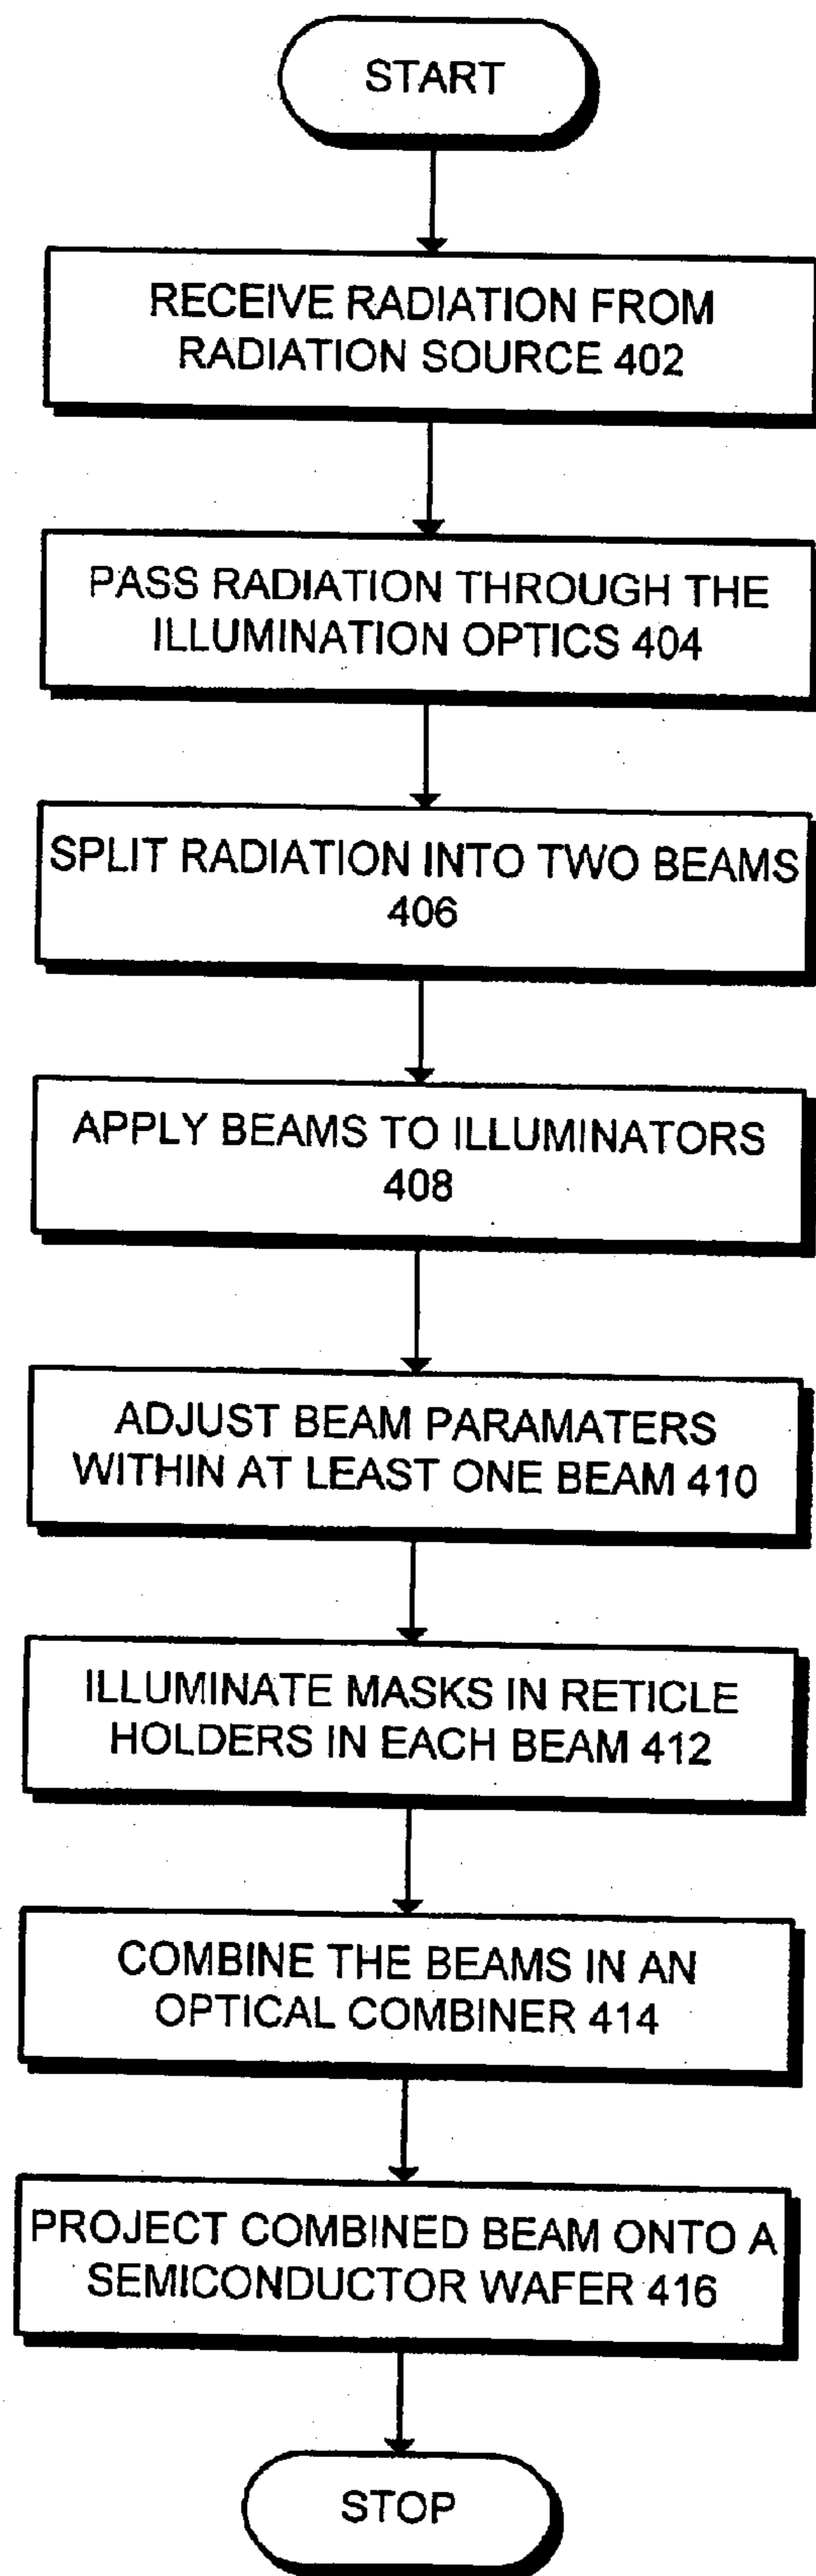 START
RECEIVE RADIATION FROM
RADIATION SOURCE 402
PASS RADIATION THROUGH THE
ILLUMINATION OPTICS 404
SPLIT RADIATION INTO TWO BEAMS
406
APPLY BEAMS TO ILLUMINATORS
408
ADJUST BEAM PARAMATERS
WITHIN AT LEAST ONE BEAM 410
ILLUMINATE MASKS IN RETICLE
HOLDERS IN EACH BEAM 412
COMBINE THE BEAMS IN AN
OPTICAL COMBINER 414
PROJECT COMBINED BEAM ONTO A
SEMICONDUCTOR WAFER 416
STOP